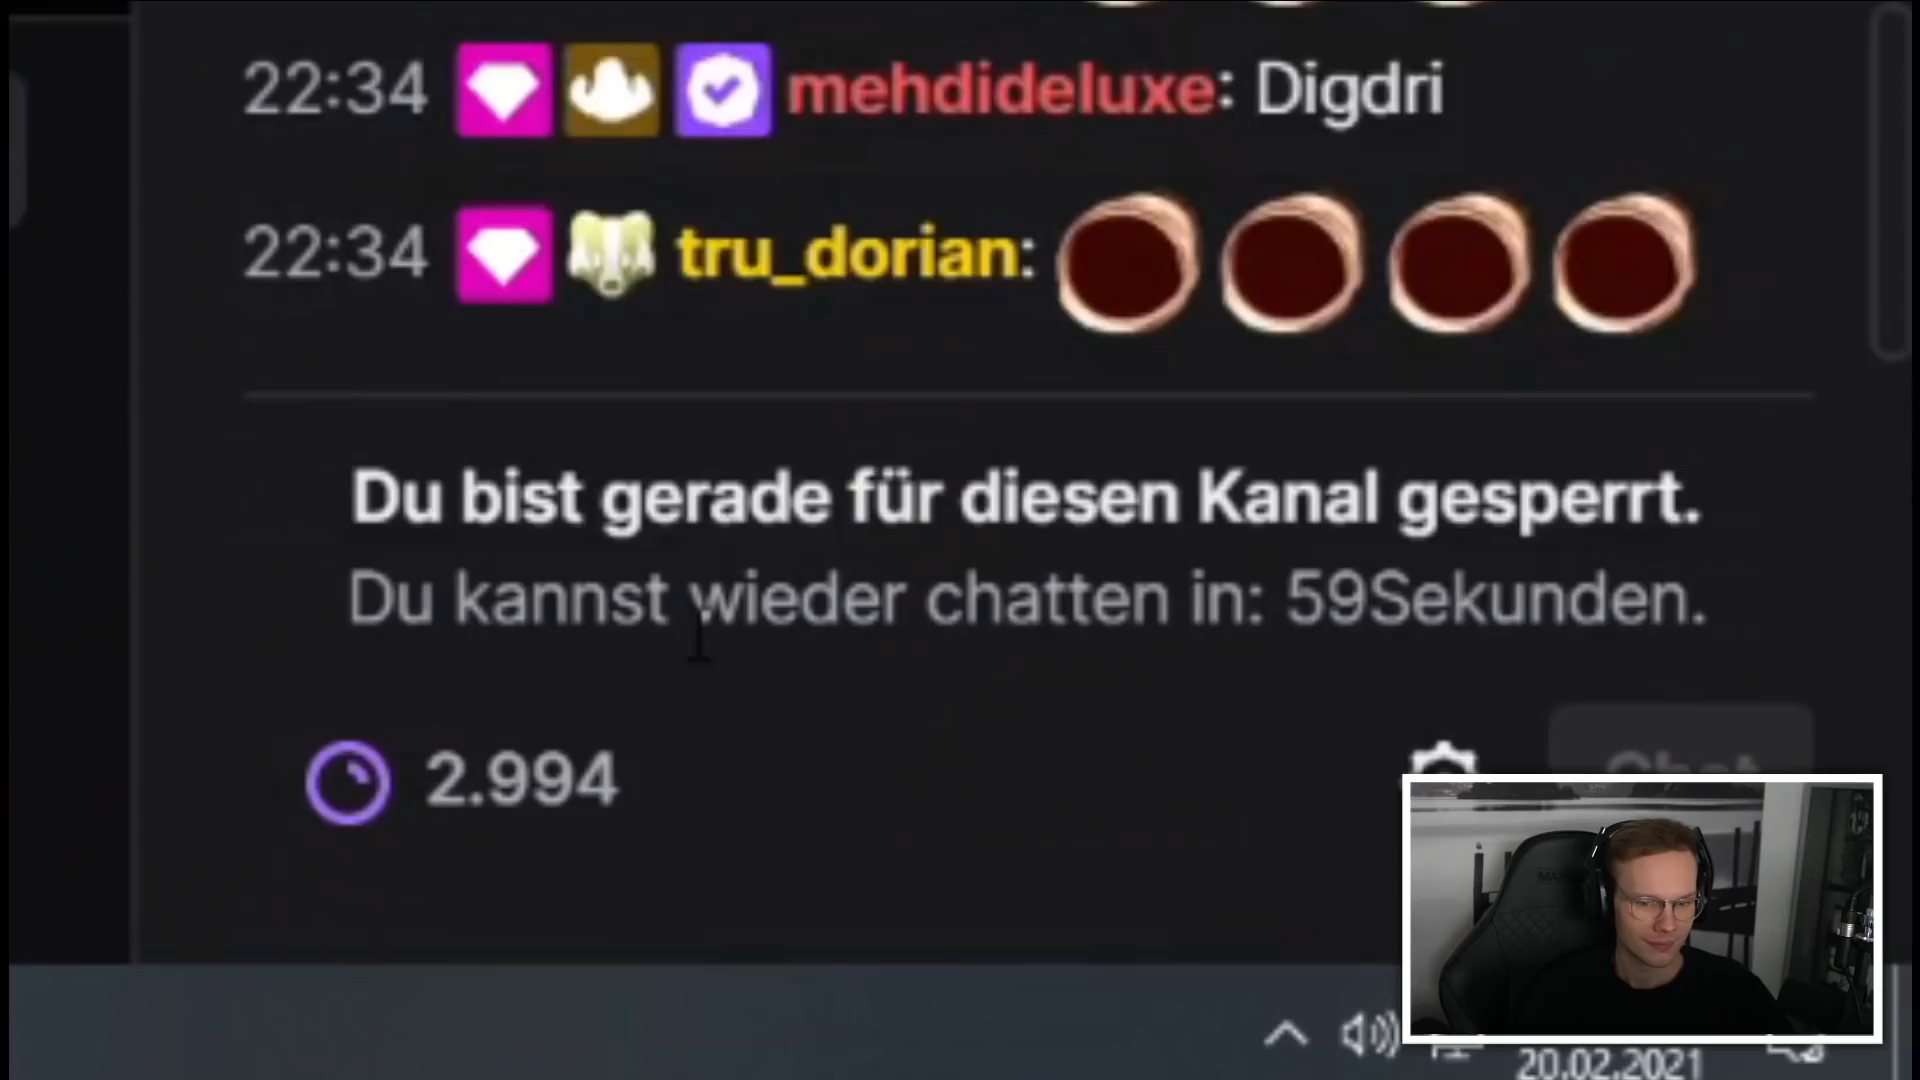 22:34 mehdideluxe: Digdri
22:34 tru_dorian:
Du bist gerade für diesen Kanal gesperrt.
Du kannst wieder chatten in: 59Sekunden.
2.994
Chat
20.02.2021